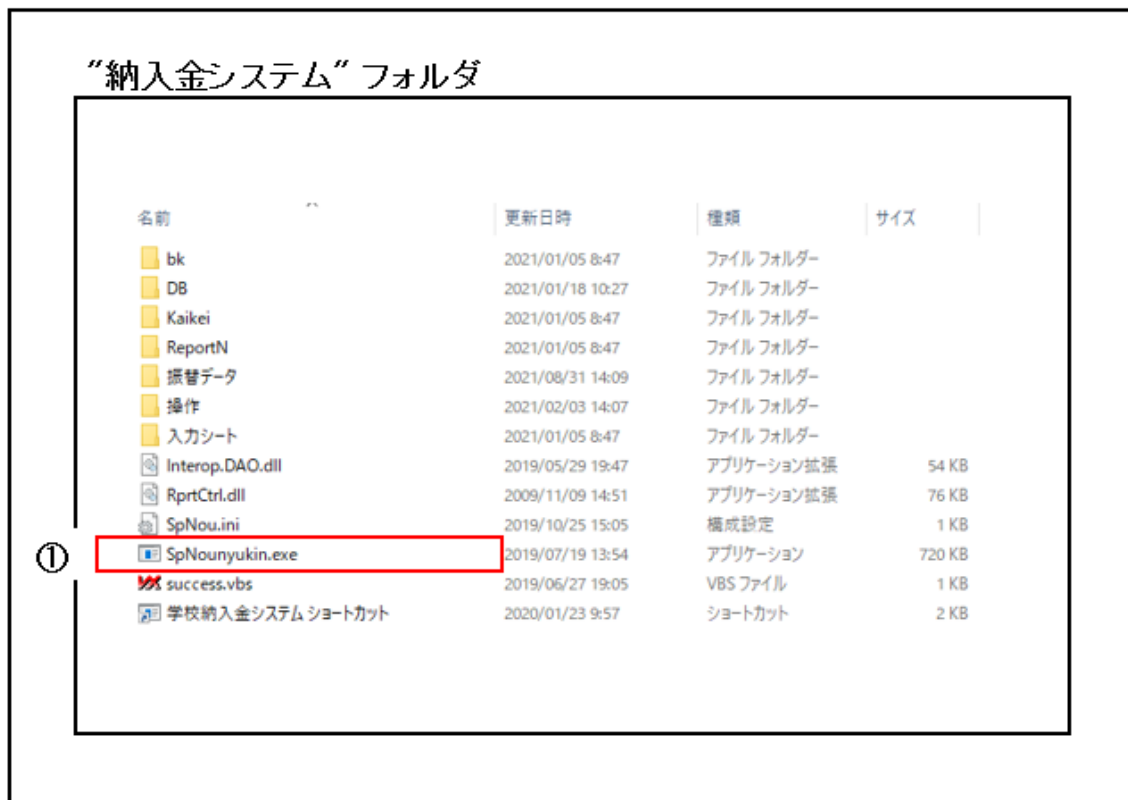 ”納入金システム” フォルダ
名前 更新日時 種類 サイズ
bk 2021/01/05 8:47 ファイル フォルダー
DB 2021/01/18 10:27 ファイル フォルダー
Kaikei 2021/01/05 8:47 ファイル フォルダー
ReportN 2021/01/05 8:47 ファイル フォルダー
振替データ 2021/08/31 14:09 ファイル フォルダー
操作 2021/02/03 14:07 ファイル フォルダー
入力シート 2021/01/05 8:47 ファイル フォルダー
Interop.DAO.dll 2019/05/29 19:47 アプリケーション拡張 54 KB
RprtCtrl.dll 2009/11/09 14:51 アプリケーション拡張 76 KB
SpNou.ini 2019/10/25 15:05 構成設定 1 KB
① SpNounyukin.exe 2019/07/19 13:54 アプリケーション 720 KB
success.vbs 2019/06/27 19:05 VBS ファイル 1 KB
学校納入金システム ショートカット 2020/01/23 9:57 ショートカット 2 KB